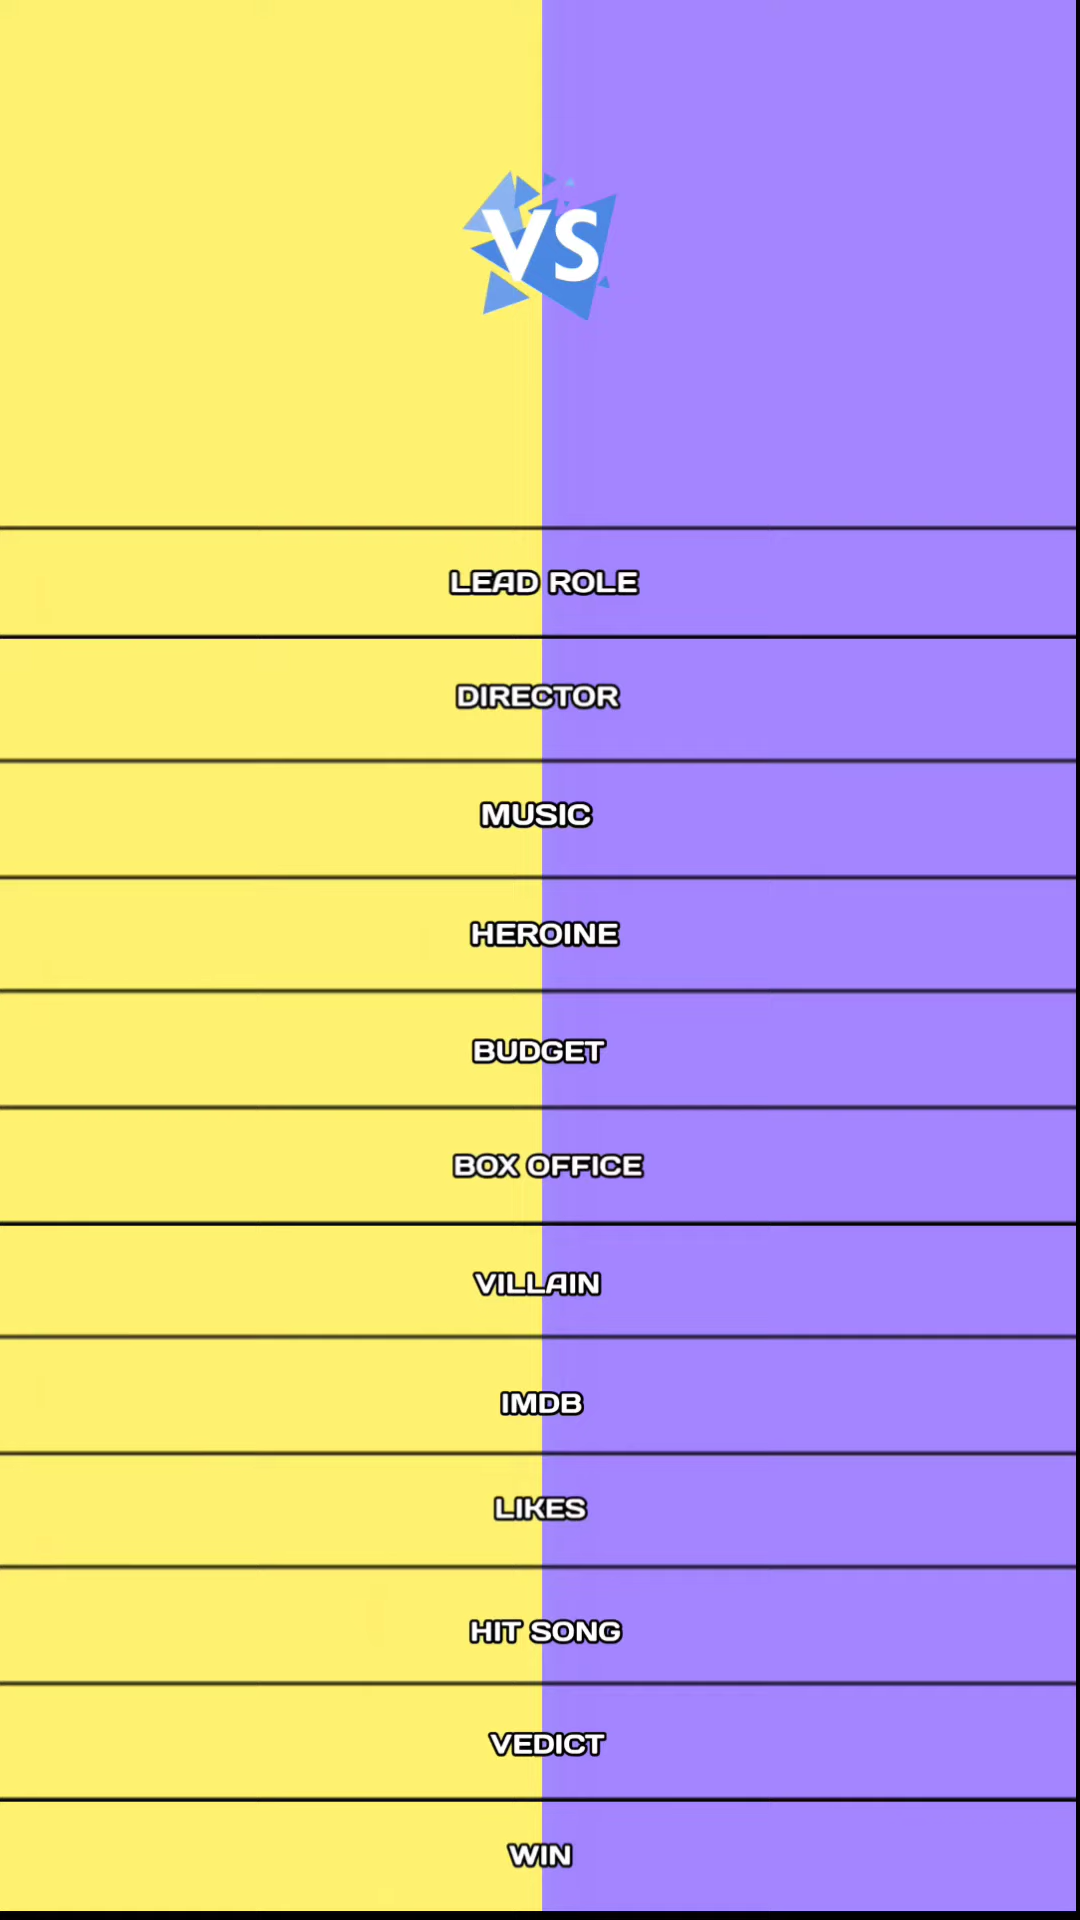 VS
LEAD ROLE
DIRECTOR
MUSIC
HEROINE
BUDGET
BOX OFFICE
VILLAIN
IMDB
LIKES
HIT SONG
VEDICT
WIN